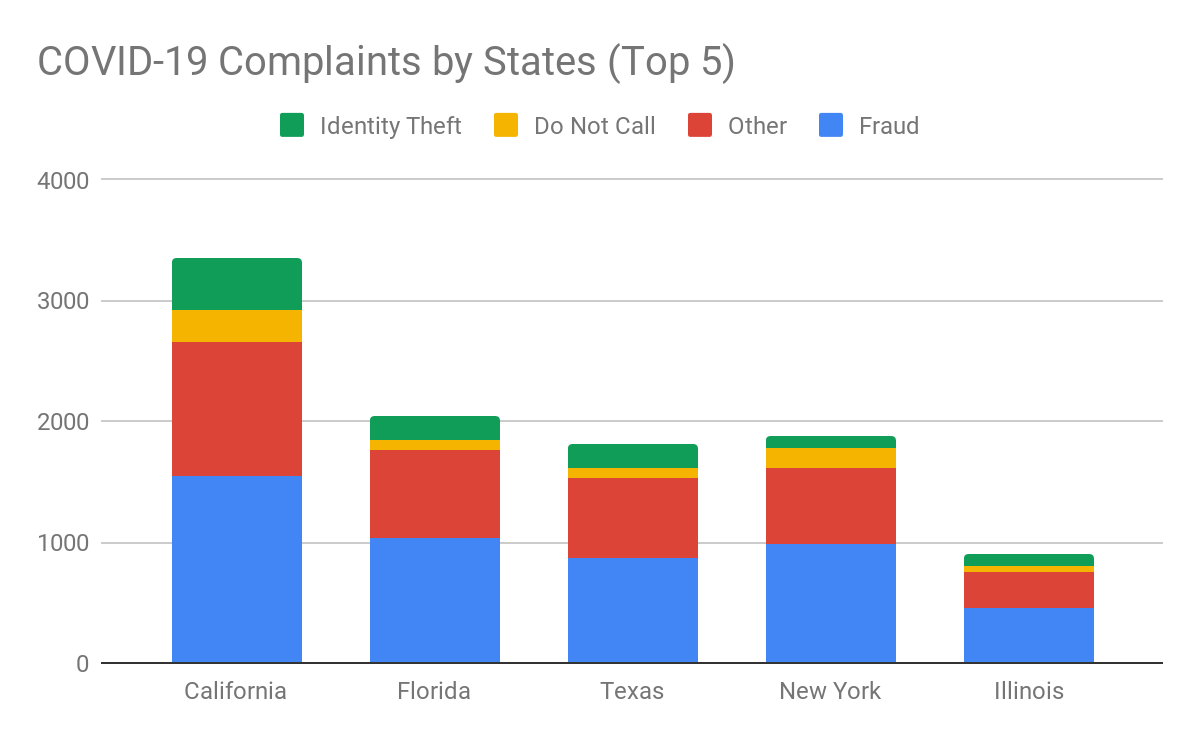 COVID-19 Complaints by States (Top 5)
Identity Theft Do Not Call Other Fraud
4000
3000
2000
1000
0
California Florida Texas New York Illinois